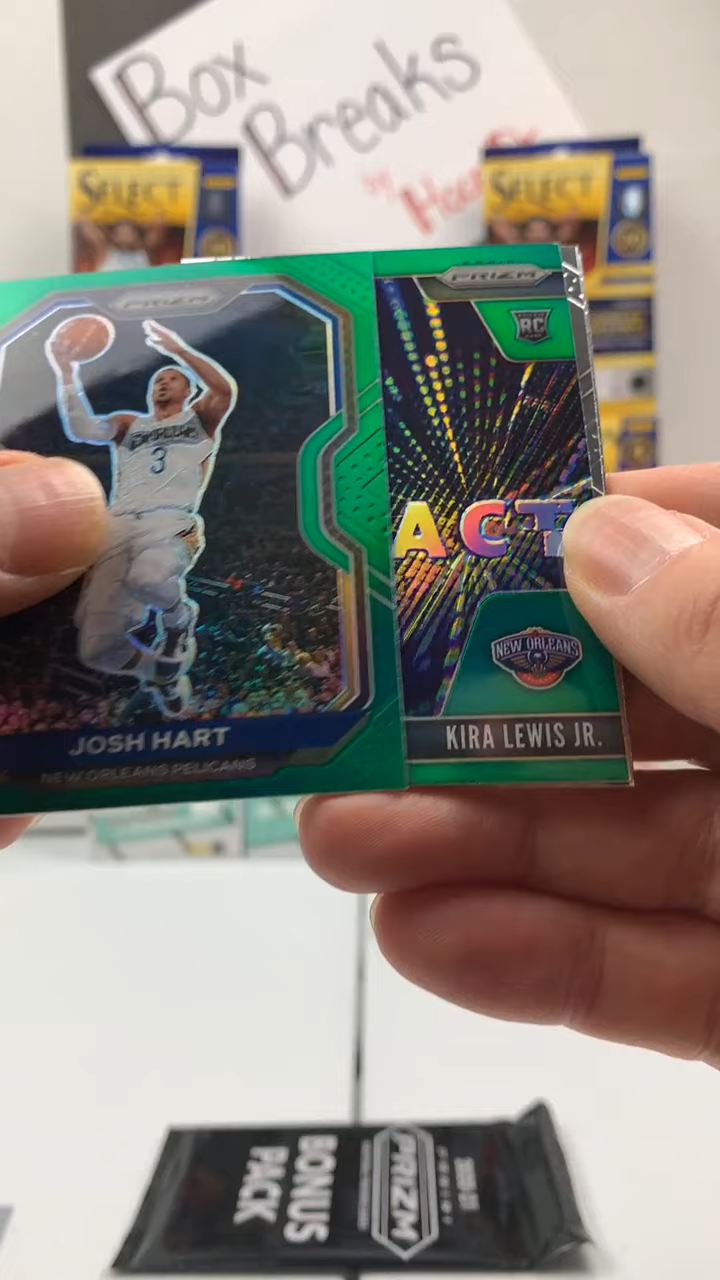 Box
Breaks
by
SELECT
SELECT
PRIZM
3
JOSH HART
NEW ORLEANS PELICANS
PRIZM
RC
ACT
NEW ORLEANS
KIRA LEWIS JR.
PRIZM
BONUS
PACK